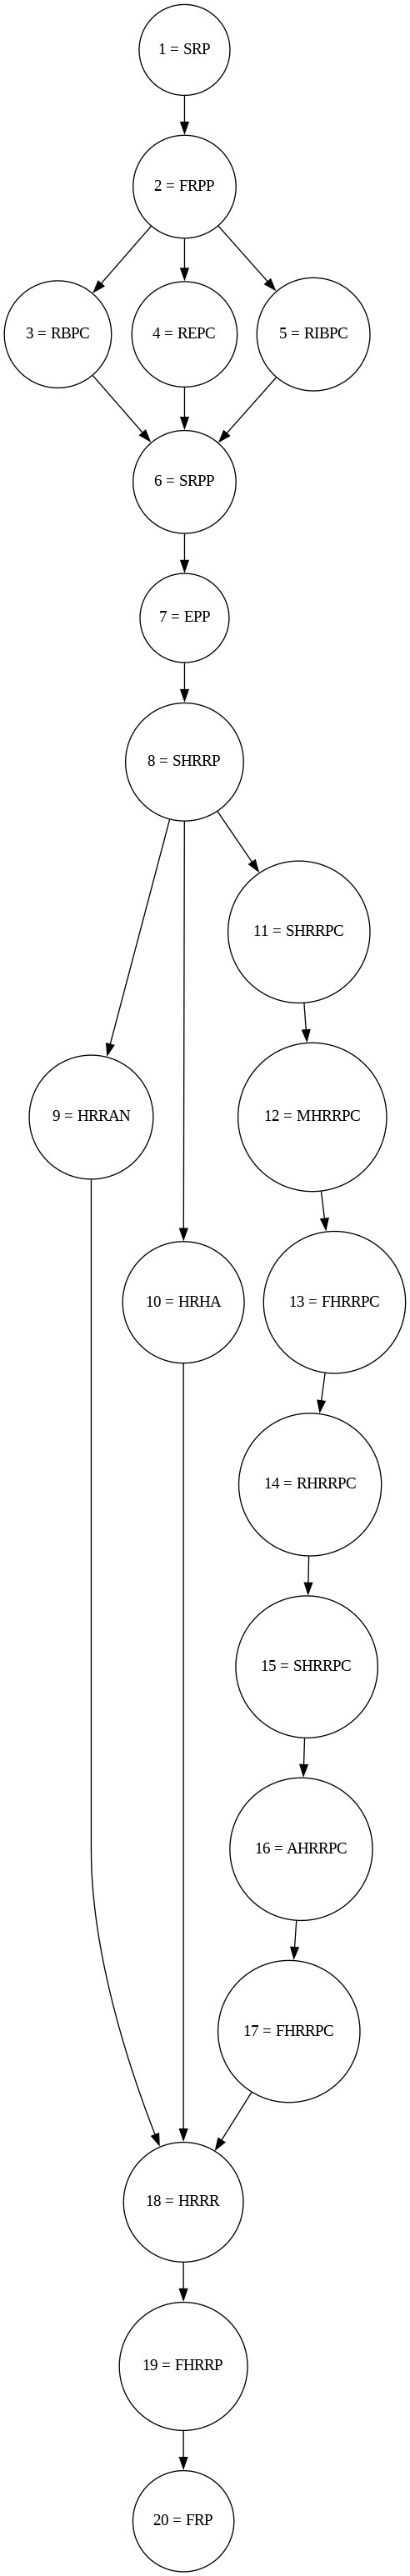 1 = SRP
2 = FRPP
3 = RBPC
4 = REPC
5 = RIBPC
6 = SRPP
7 = EPP
8 = SHRRP
11 = SHRRPC
9 = HRRAN
12 = MHRRPC
10 = HRHA
13 = FHRRPC
14 = RHRRPC
15 = SHRRPC
16 = AHRRPC
17 = FHRRPC
18 = HRRR
19 = FHRRP
20 = FRP